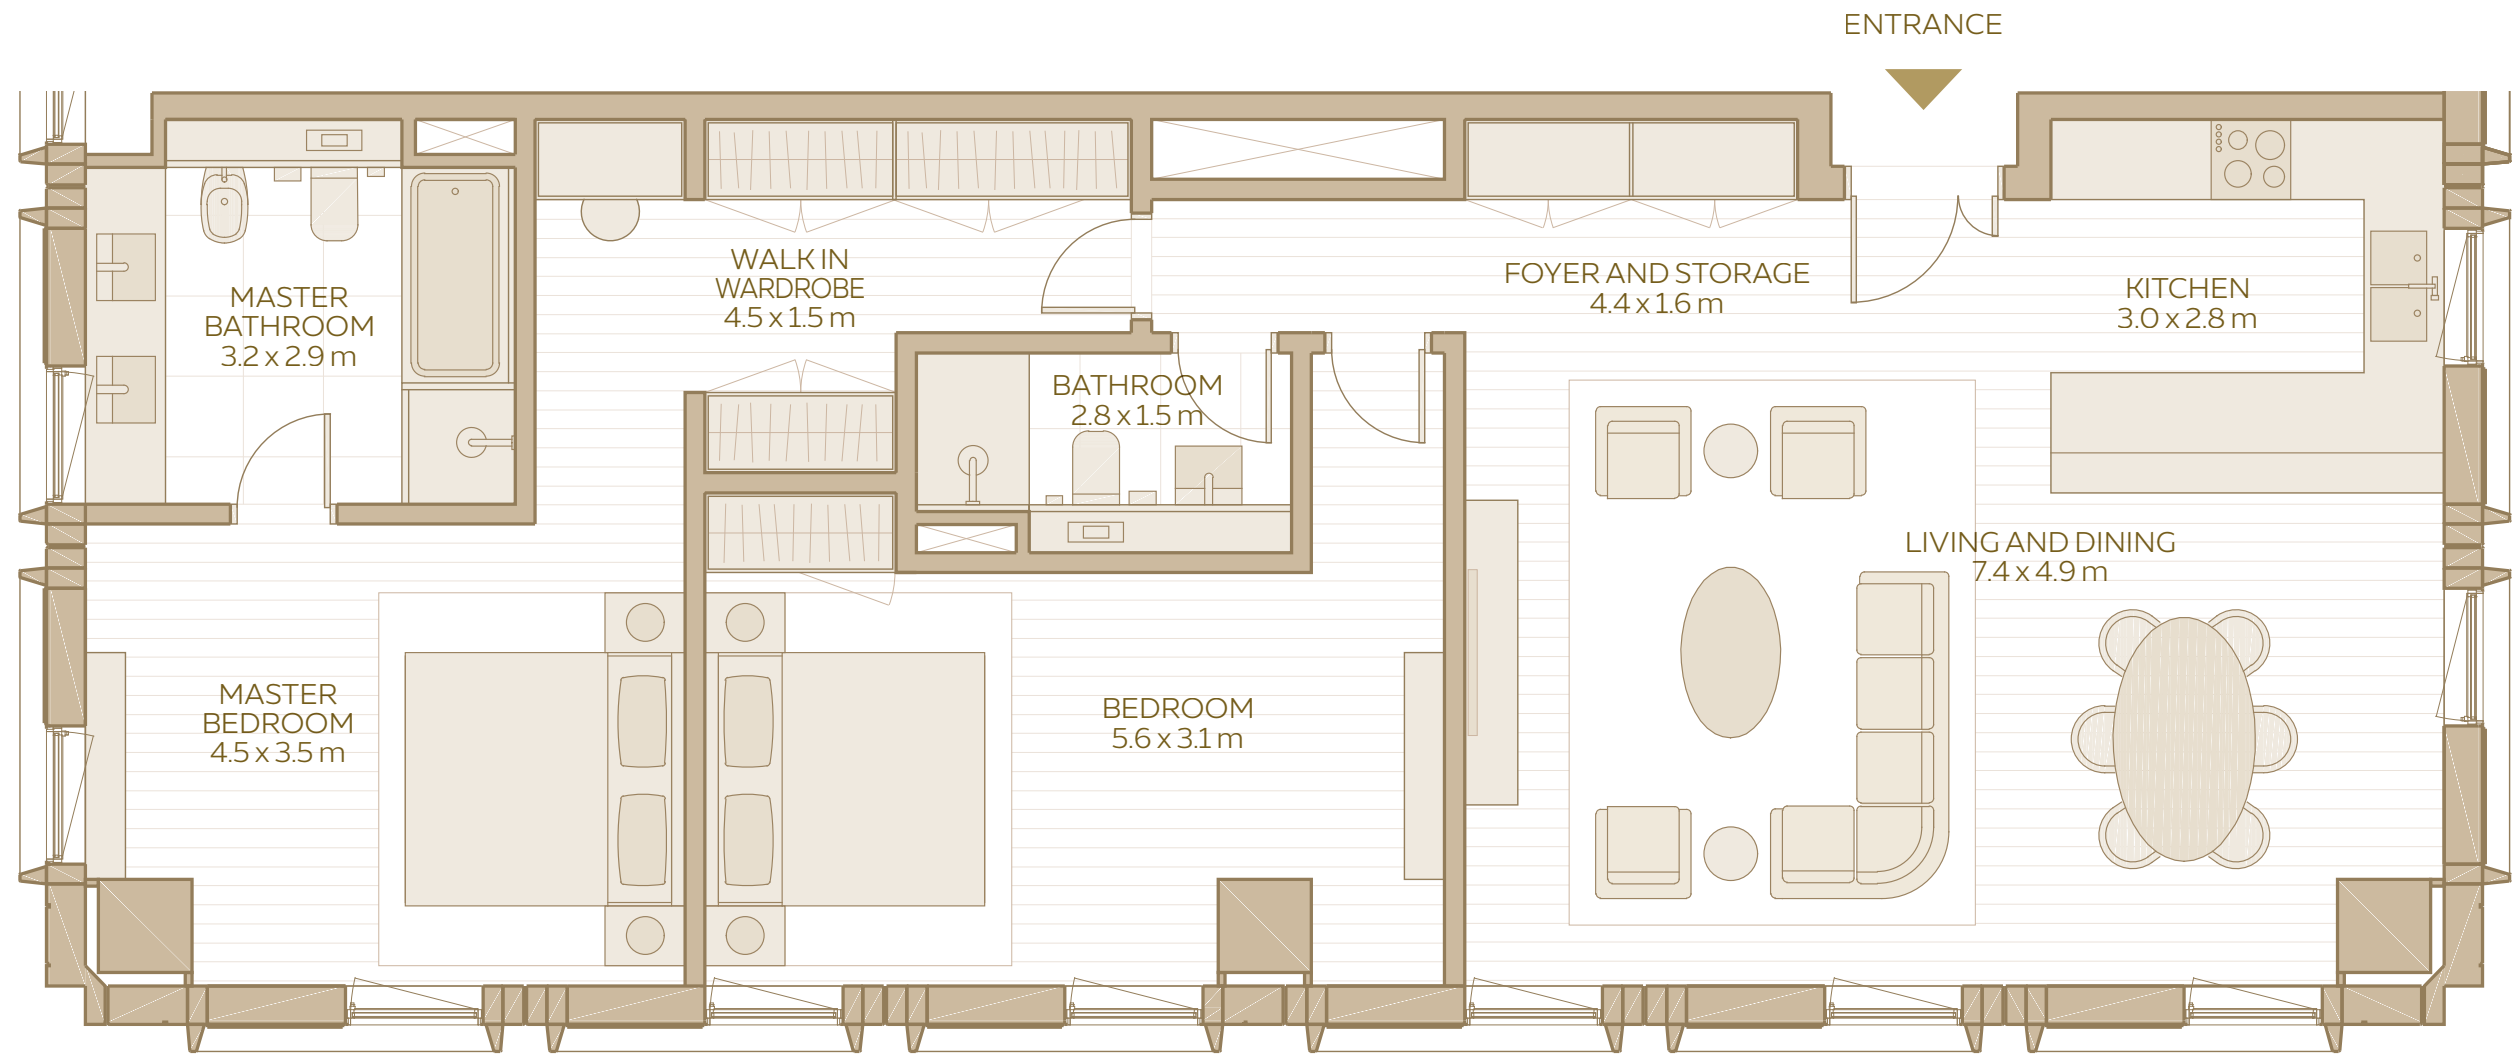 ENTRANCE
WALK IN
WARDROBE
4.5 x 1.5 m
FOYER AND STORAGE
4.4 x 1.6 m
KITCHEN
3.0 x 2.8 m
MASTER
BATHROOM
3.2 x 2.9 m
BATHROOM
2.8 x 1.5 m
LIVING AND DINING
7.4 x 4.9 m
MASTER
BEDROOM
4.5 x 3.5 m
BEDROOM
5.6 x 3.1 m